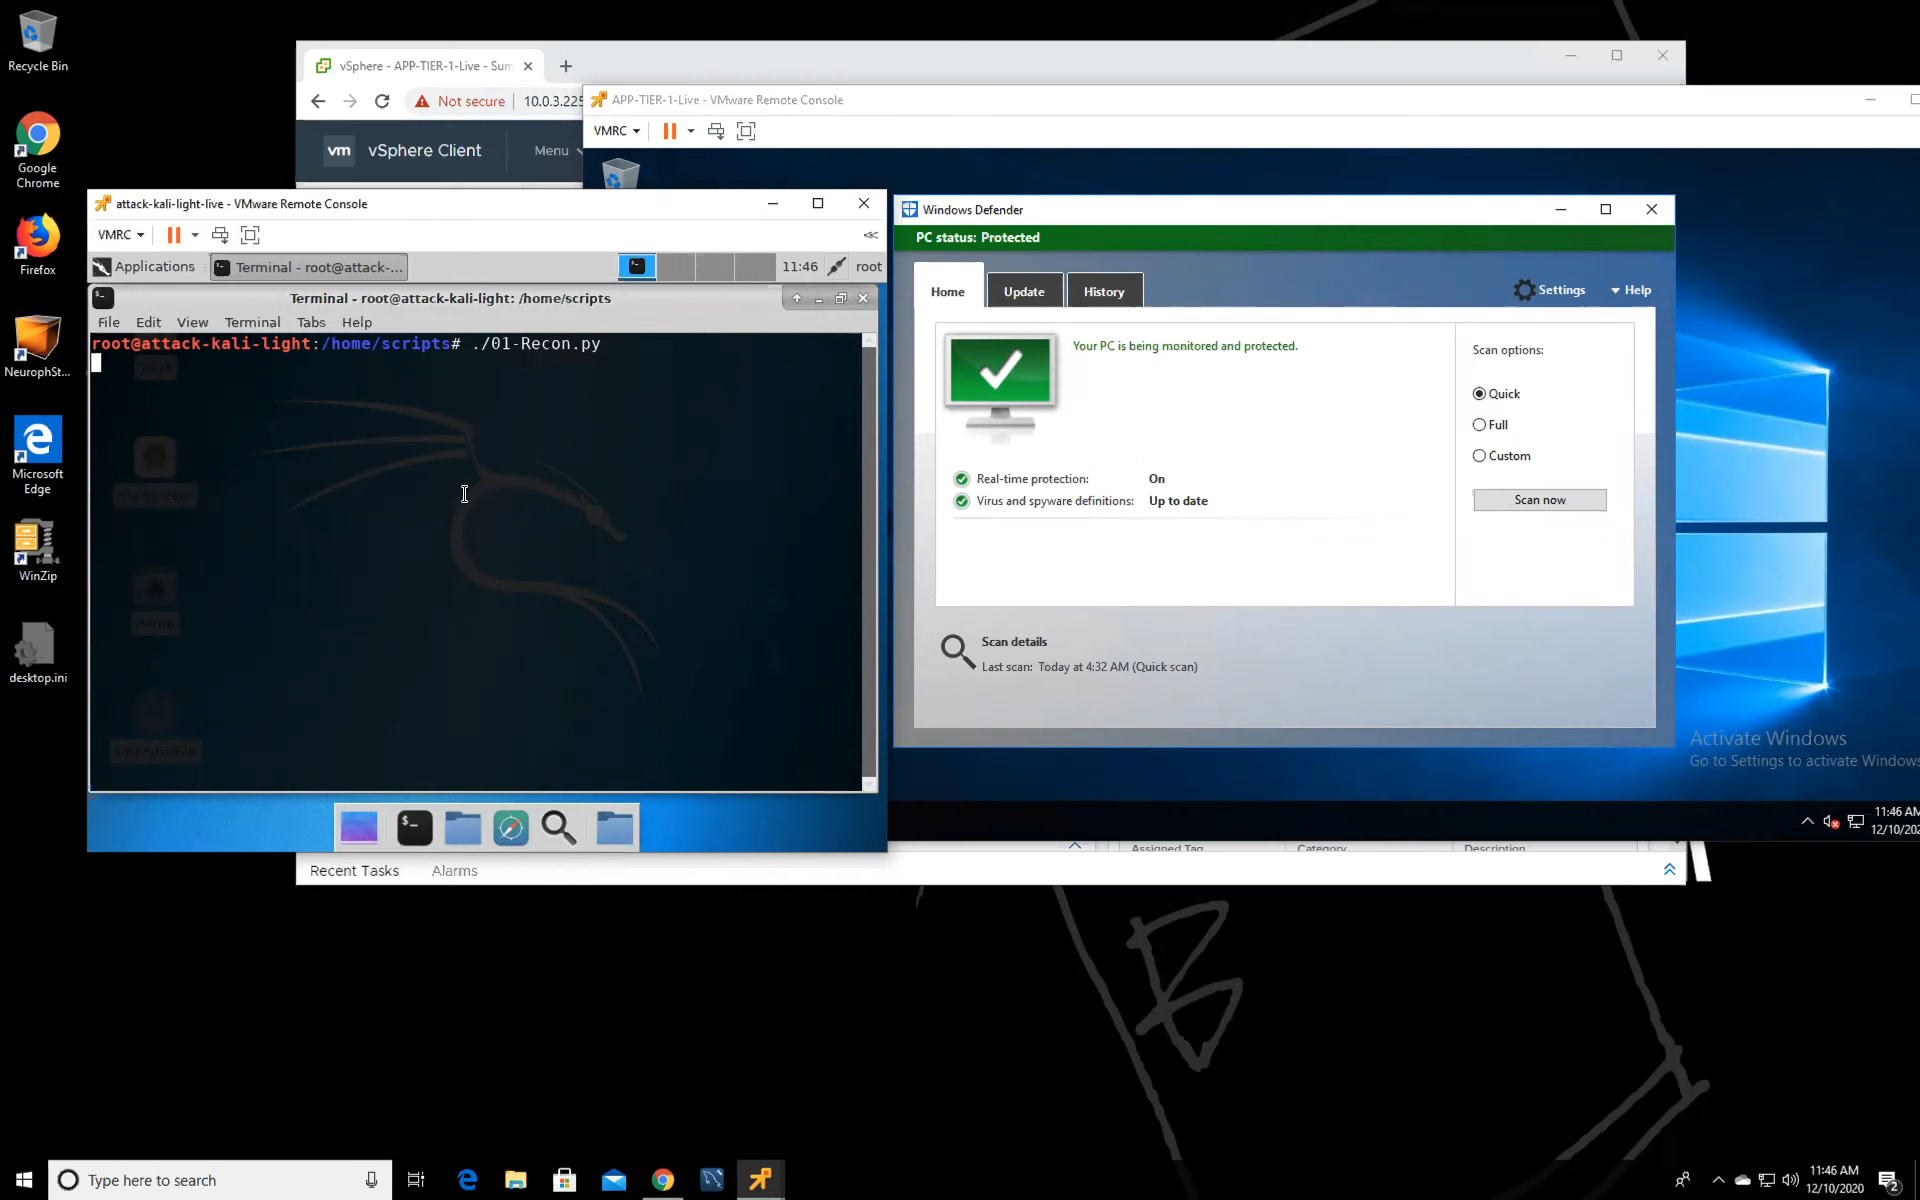 Recycle Bin
Google
Chrome
Firefox
NeurophSt...
Microsoft
Edge
WinZip
desktop.ini
vSphere - APP-TIER-1-Live - Sum
Not secure
10.0.3.225
vm
vSphere Client
Menu
APP-TIER-1-Live - VMware Remote Console
VMRC
attack-kali-light-live - VMware Remote Console
VMRC
Applications
Terminal - root@attack-...
11:46
root
Terminal - root@attack-kali-light: /home/scripts
File Edit View Terminal Tabs Help
root@attack-kali-light:/home/scripts# ./01-Recon.py
Trash
File System
Home
Windows Defender
PC status: Protected
Home
Update
History
Settings
Help
Your PC is being monitored and protected.
Real-time protection: On
Virus and spyware definitions: Up to date
Scan options:
Quick
Full
Custom
Scan now
Scan details
Last scan: Today at 4:32 AM (Quick scan)
Activate Windows
Go to Settings to activate Windows
11:46 AM
12/10/202
Assigned Tag
Category
Description
Recent Tasks
Alarms
B
Type here to search
11:46 AM
12/10/2020
2